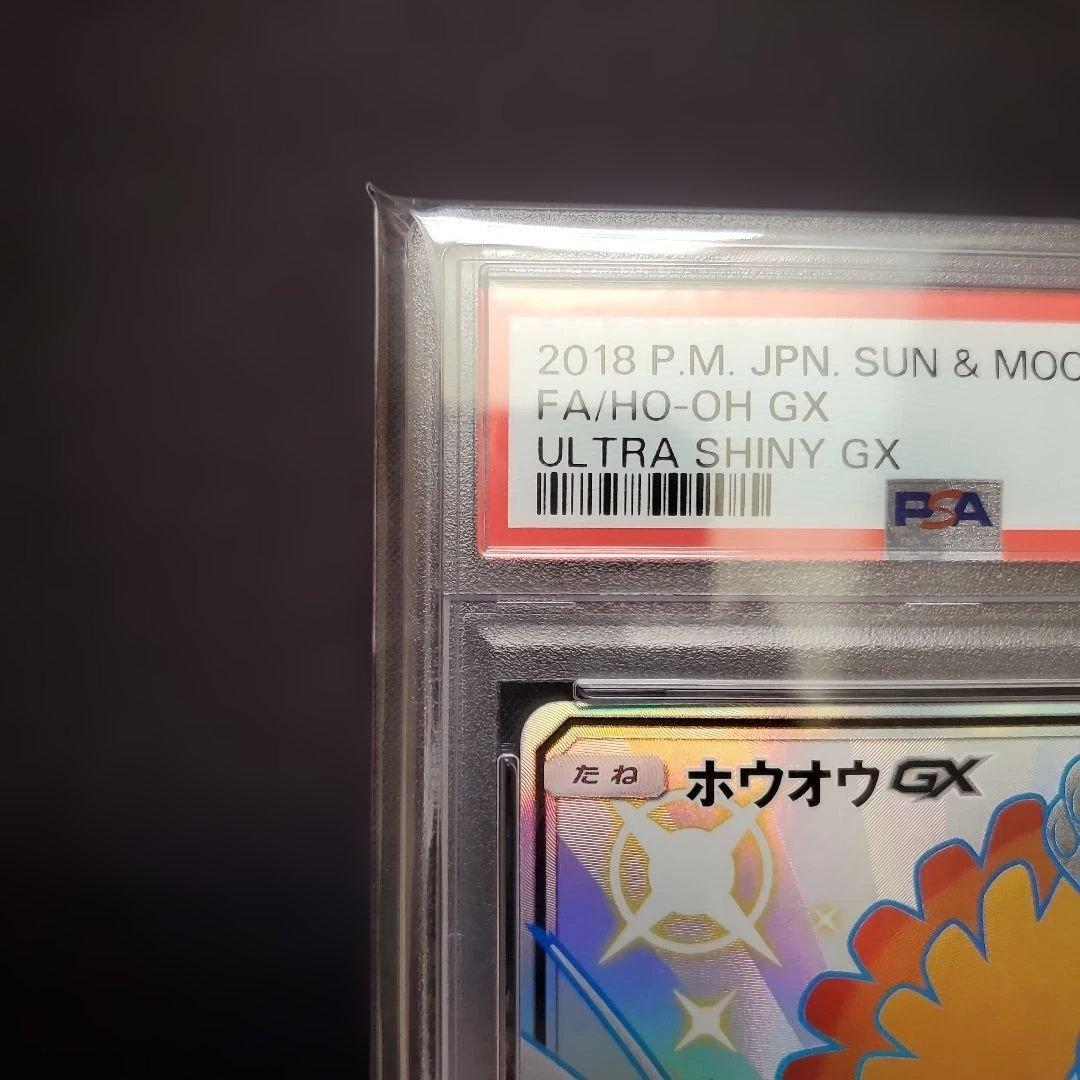 2018 P.M. JPN. SUN & MOO
FA/HO-OH GX
ULTRA SHINY GX
PSA
たね ホウオウGX